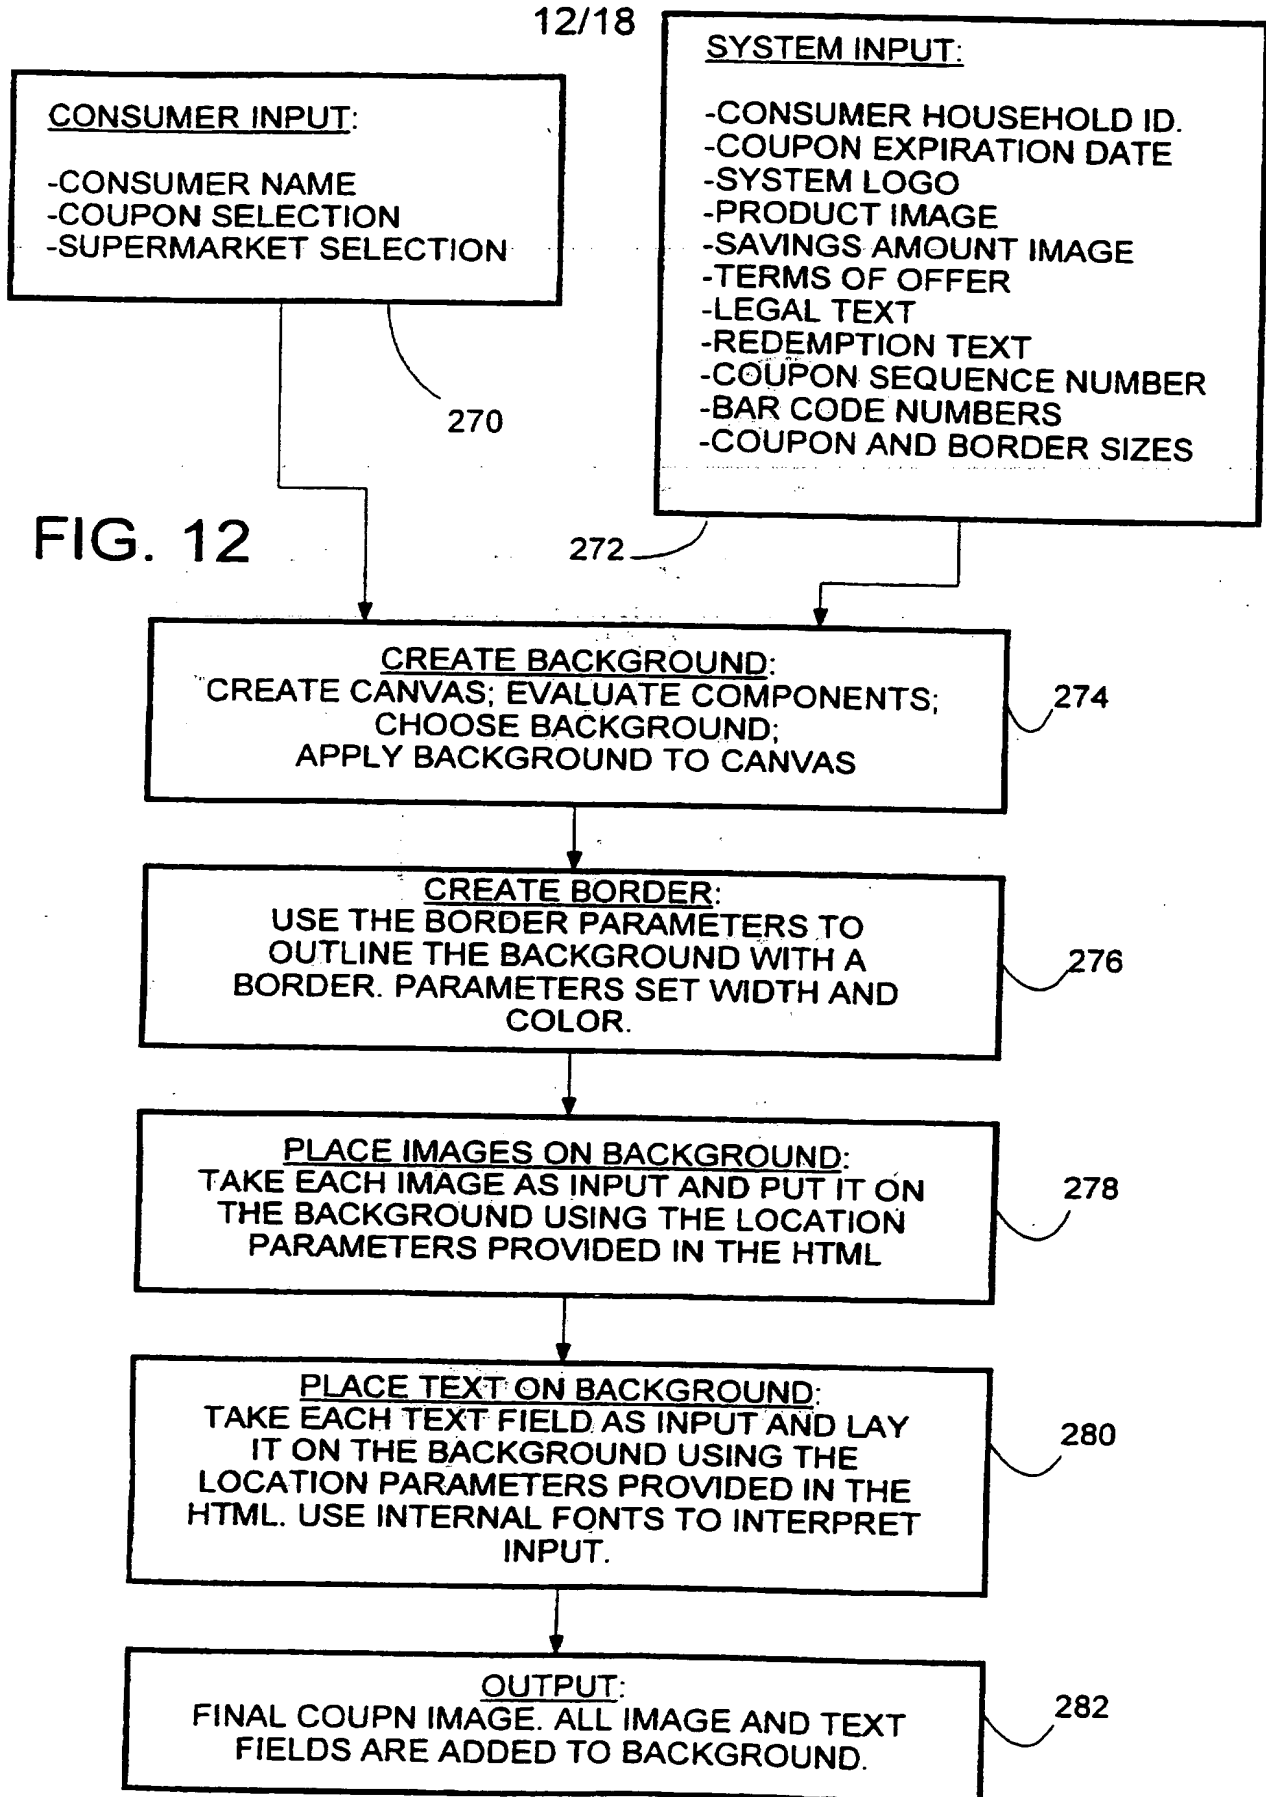 12/18
CONSUMER INPUT:
-CONSUMER NAME
-COUPON SELECTION
-SUPERMARKET SELECTION
270
SYSTEM INPUT:
-CONSUMER HOUSEHOLD ID.
-COUPON EXPIRATION DATE
-SYSTEM LOGO
-PRODUCT IMAGE
-SAVINGS AMOUNT IMAGE
-TERMS OF OFFER
-LEGAL TEXT
-REDEMPTION TEXT
-COUPON SEQUENCE NUMBER
-BAR CODE NUMBERS
-COUPON AND BORDER SIZES
272
FIG. 12
CREATE BACKGROUND:
CREATE CANVAS; EVALUATE COMPONENTS;
CHOOSE BACKGROUND;
APPLY BACKGROUND TO CANVAS
274
CREATE BORDER:
USE THE BORDER PARAMETERS TO
OUTLINE THE BACKGROUND WITH A
BORDER. PARAMETERS SET WIDTH AND
COLOR.
276
PLACE IMAGES ON BACKGROUND:
TAKE EACH IMAGE AS INPUT AND PUT IT ON
THE BACKGROUND USING THE LOCATION
PARAMETERS PROVIDED IN THE HTML
278
PLACE TEXT ON BACKGROUND:
TAKE EACH TEXT FIELD AS INPUT AND LAY
IT ON THE BACKGROUND USING THE
LOCATION PARAMETERS PROVIDED IN THE
HTML. USE INTERNAL FONTS TO INTERPRET
INPUT.
280
OUTPUT:
FINAL COUPN IMAGE. ALL IMAGE AND TEXT
FIELDS ARE ADDED TO BACKGROUND.
282